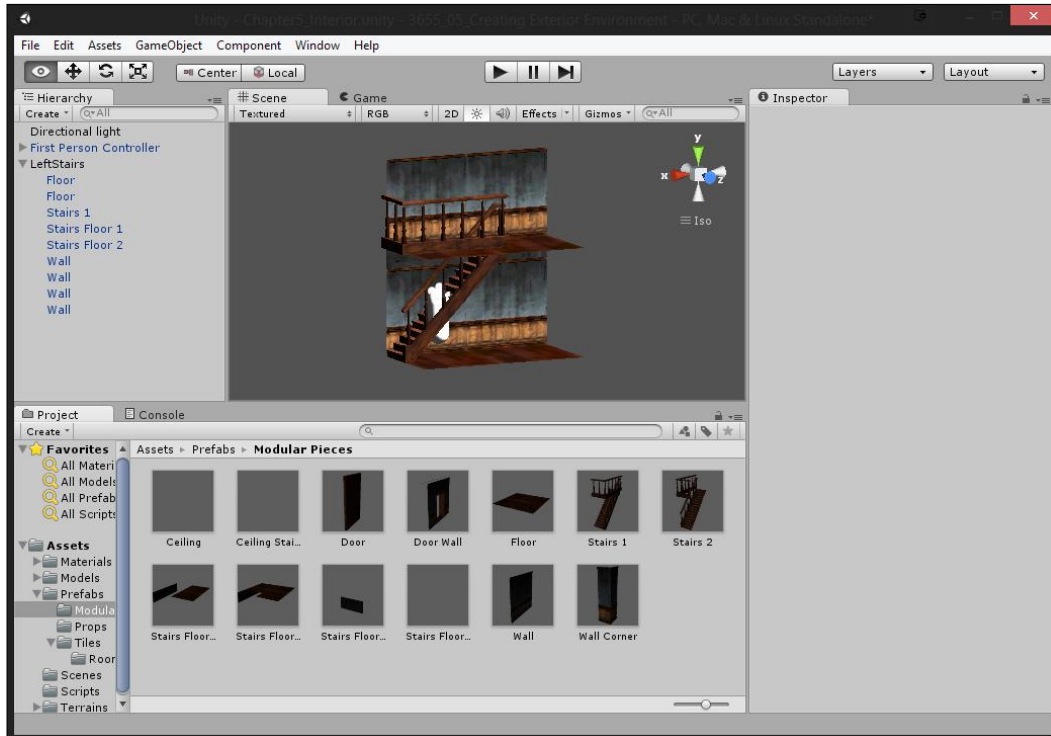 Unity - Chapter5_Interior.unity - 3655_05_Creating Exterior Environment - PC, Mac & Linux Standalone*
File Edit Assets GameObject Component Window Help
Center Local Layers Layout
Hierarchy
Create All
Directional light
First Person Controller
LeftStairs
Floor
Floor
Stairs 1
Stairs Floor 1
Stairs Floor 2
Wall
Wall
Wall
Wall
Scene Game
Textured RGB 2D Effects Gizmos All
y
x z
Iso
Inspector
Project Console
Create
Favorites
All Materi
All Models
All Prefab
All Scripts
Assets
Materials
Models
Prefabs
Modula
Props
Tiles
Roor
Scenes
Scripts
Terrains
Assets Prefabs Modular Pieces
Ceiling Ceiling Stai... Door Door Wall Floor Stairs 1 Stairs 2
Stairs Floor... Stairs Floor... Stairs Floor... Stairs Floor... Wall Wall Corner